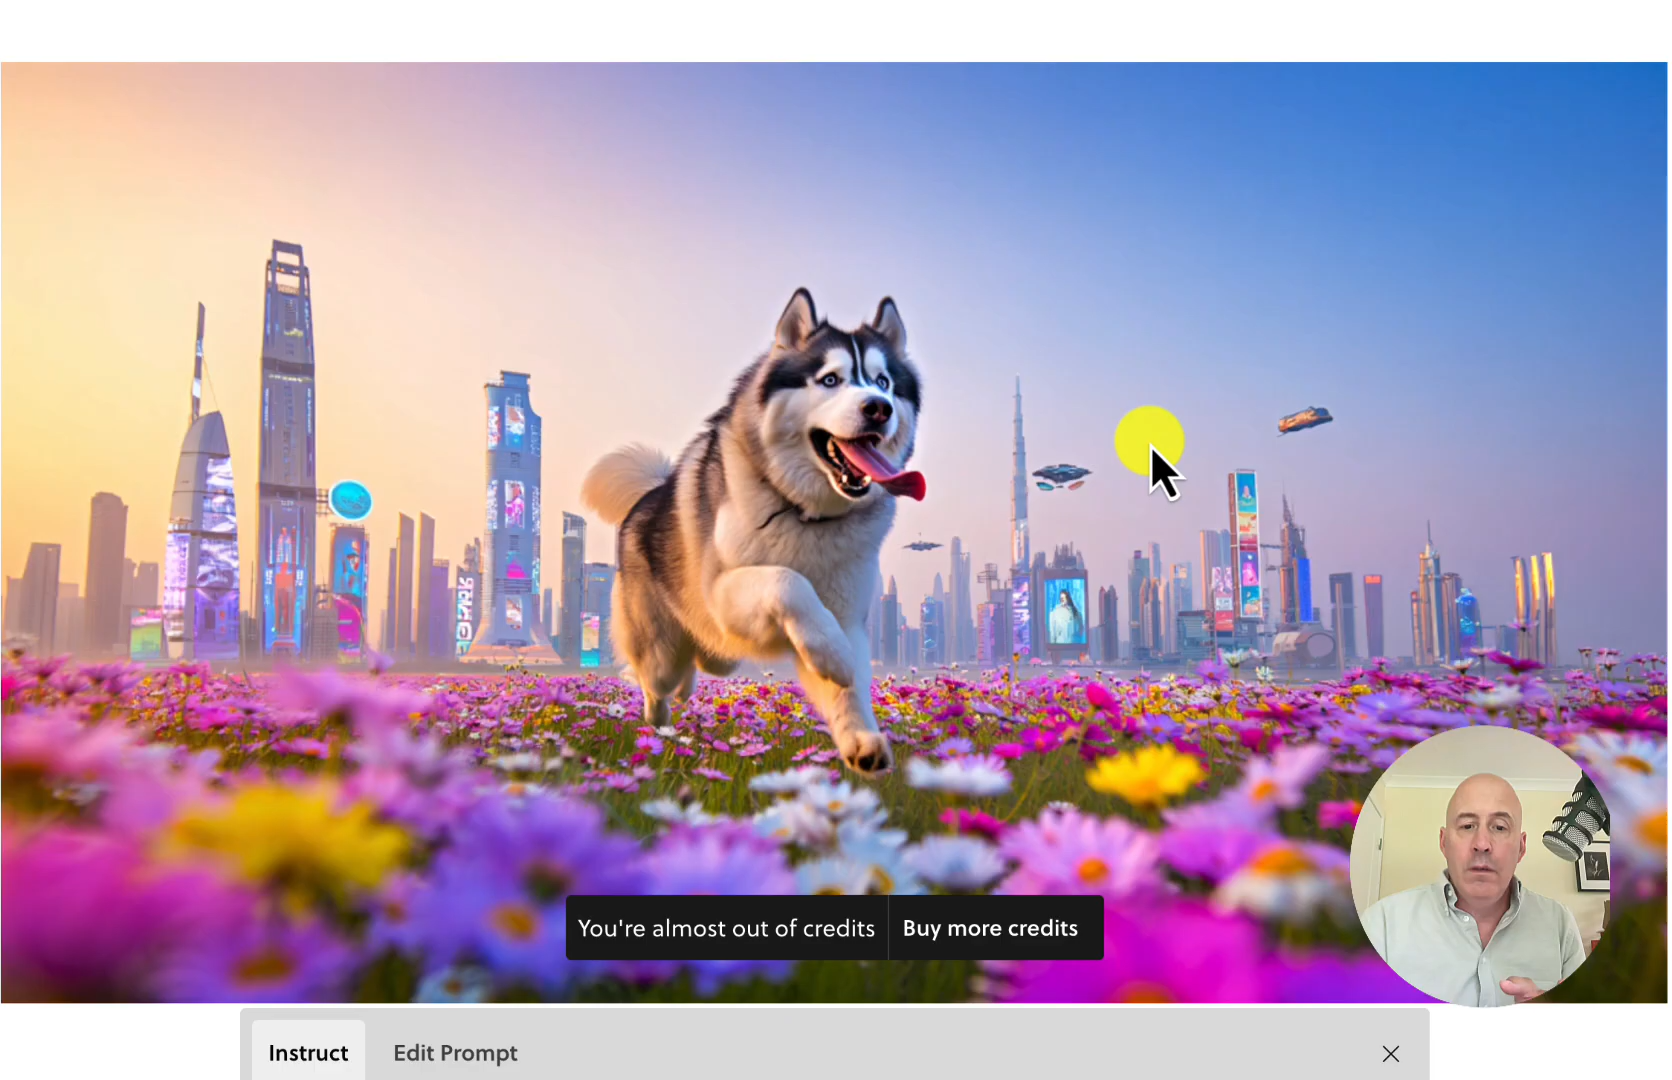 You're almost out of credits
Buy more credits
Instruct
Edit Prompt